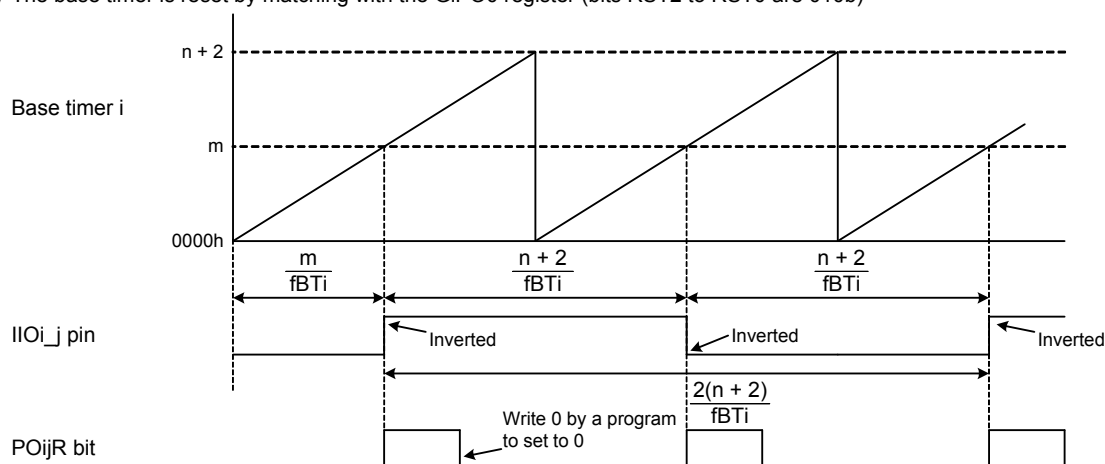 The base timer is reset by matching with the GiPO0 register (bits RST2 to RST0 are 010b)
n + 2
Base timer i
m
0000h
m
fBTi
n + 2
fBTi
n + 2
fBTi
IIOi_j pin
Inverted
Inverted
Inverted
2(n + 2)
fBTi
Write 0 by a program
to set to 0
POijR bit